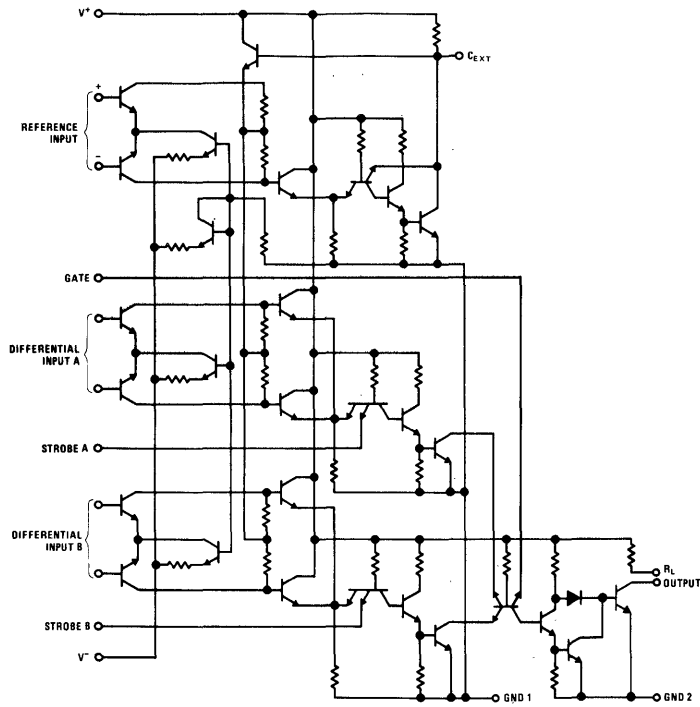 V+
CEXT
+
REFERENCE
INPUT
−
GATE
DIFFERENTIAL
INPUT A
STROBE A
DIFFERENTIAL
INPUT B
RL
OUTPUT
STROBE B
V−
GND 1
GND 2